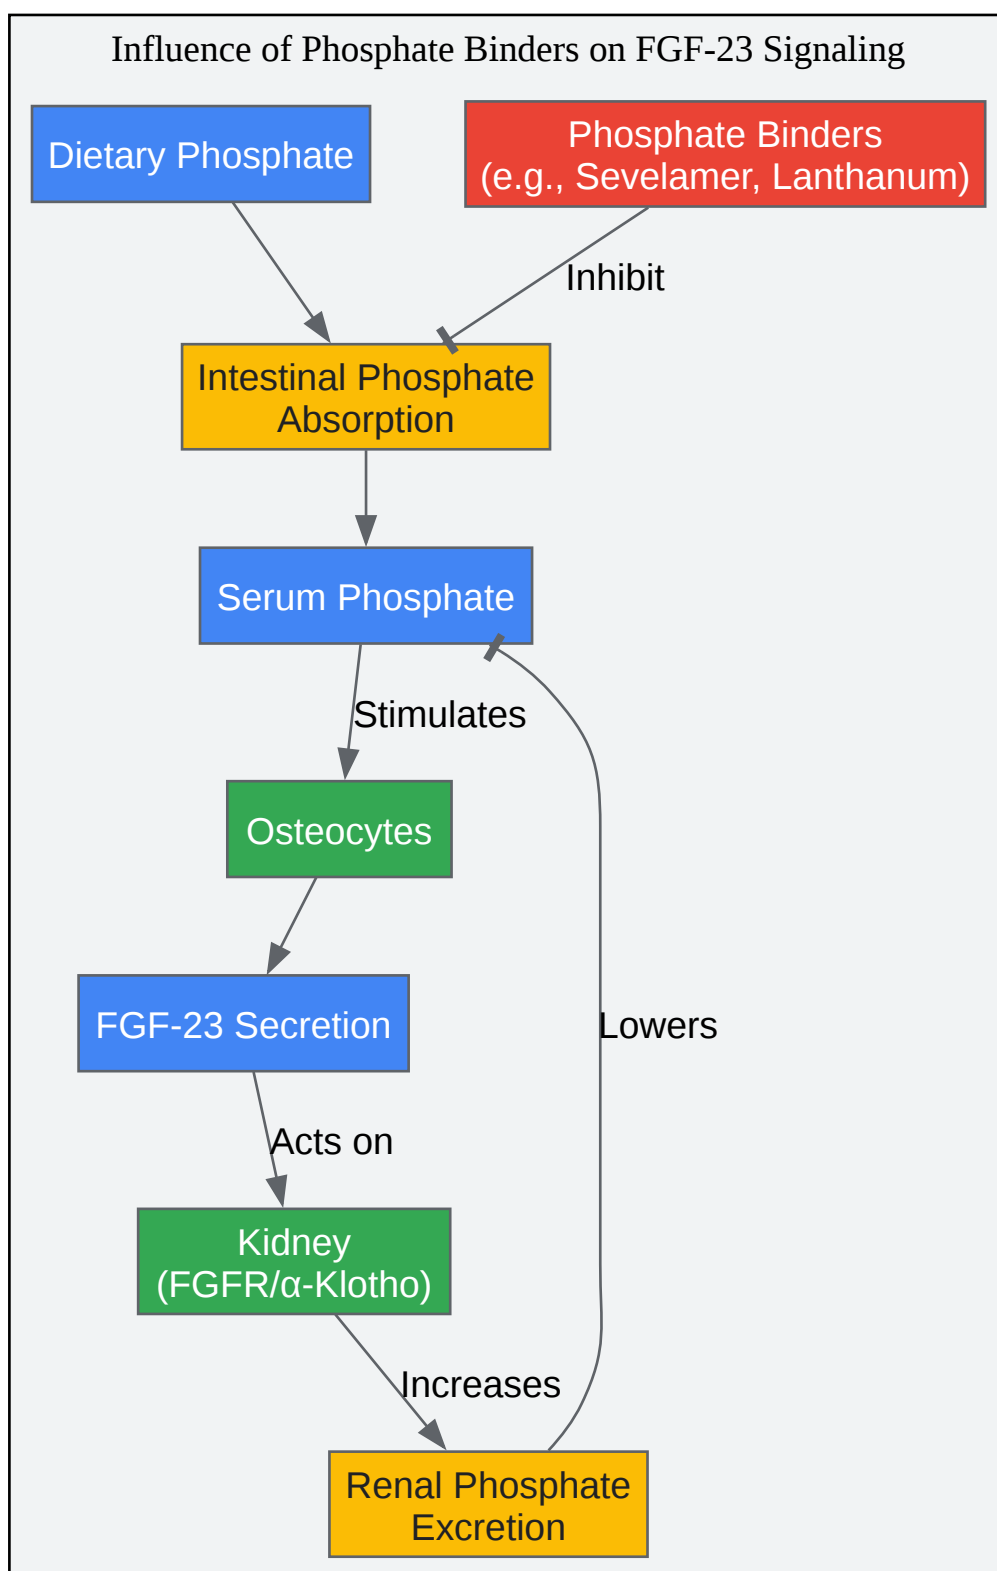 Influence of Phosphate Binders on FGF-23 Signaling
Dietary Phosphate
Phosphate Binders
(e.g., Sevelamer, Lanthanum)
Inhibit
Intestinal Phosphate
Absorption
Serum Phosphate
Stimulates
Osteocytes
FGF-23 Secretion
Lowers
Acts on
Kidney
(FGFR/α-Klotho)
Increases
Renal Phosphate
Excretion